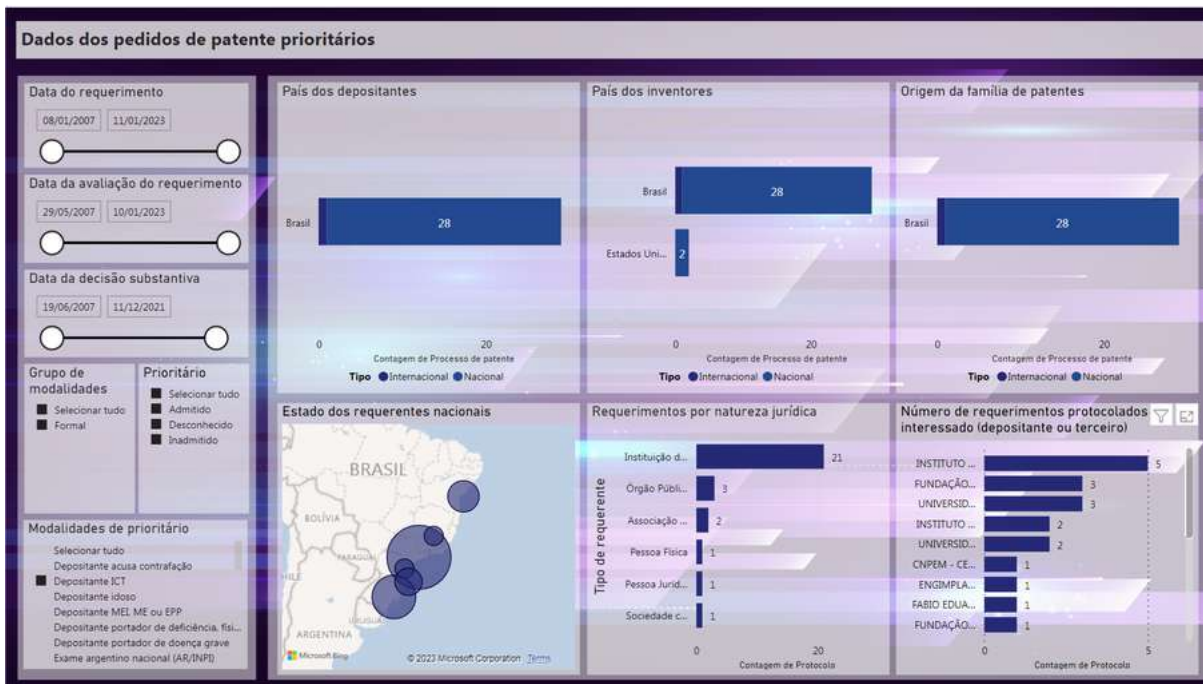 Dados dos pedidos de patente prioritários
Data do requerimento
08/01/2007 11/01/2023
Data da avaliação do requerimento
29/05/2007 10/01/2023
Data da decisão substantiva
19/06/2007 11/12/2021
Grupo de
modalidades
Selecionar tudo
Formal
Prioritário
Selecionar tudo
Admitido
Desconhecido
Inadmitido
Modalidades de prioritário
Selecionar tudo
Depositante acusa contrafação
Depositante ICT
Depositante idoso
Depositante MEI, ME ou EPP
Depositante portador de deficiência, físi...
Depositante portador de doença grave
Exame argentino nacional (AR/INPI)
País dos depositantes
Brasil 28
0 20
Contagem de Processo de patente
Tipo Internacional Nacional
País dos inventores
Brasil 28
Estados Uni... 2
0 20
Contagem de Processo de patente
Tipo Internacional Nacional
Origem da família de patentes
Brasil 28
0 20
Contagem de Processo de patente
Tipo Internacional Nacional
Estado dos requerentes nacionais
BRASIL
BOLÍVIA
PARAGUAI
HILE
URUGUAI
ARGENTINA
Microsoft Bing
© 2023 Microsoft Corporation Terms
Requerimentos por natureza jurídica
Tipo de requerente
Instituição d... 21
Órgão Públi... 3
Associação ... 2
Pessoa Física 1
Pessoa Juríd... 1
Sociedade c... 1
0 20
Contagem de Protocolo
Número de requerimentos protocolados
interessado (depositante ou terceiro)
INSTITUTO ... 5
FUNDAÇÃO... 3
UNIVERSID... 3
INSTITUTO ... 2
UNIVERSID... 2
CNPEM - CE... 1
ENGIMPLA... 1
FABIO EDUA... 1
FUNDAÇÃO... 1
0 5
Contagem de Protocolo